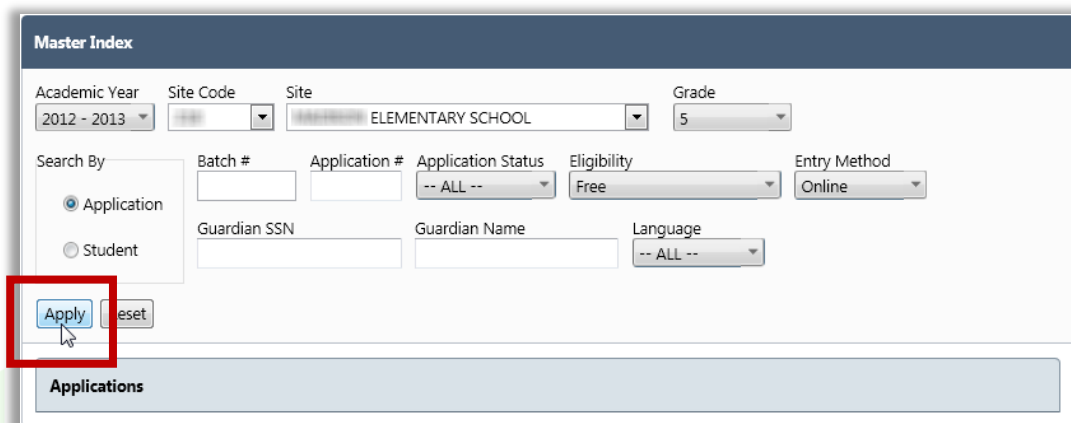 Master Index
Academic Year Site Code Site Grade
2012 - 2013 ELEMENTARY SCHOOL 5
Search By Batch # Application # Application Status Eligibility Entry Method
-- ALL -- Free Online
Application
Guardian SSN Guardian Name Language
Student -- ALL --
Apply eset
Applications